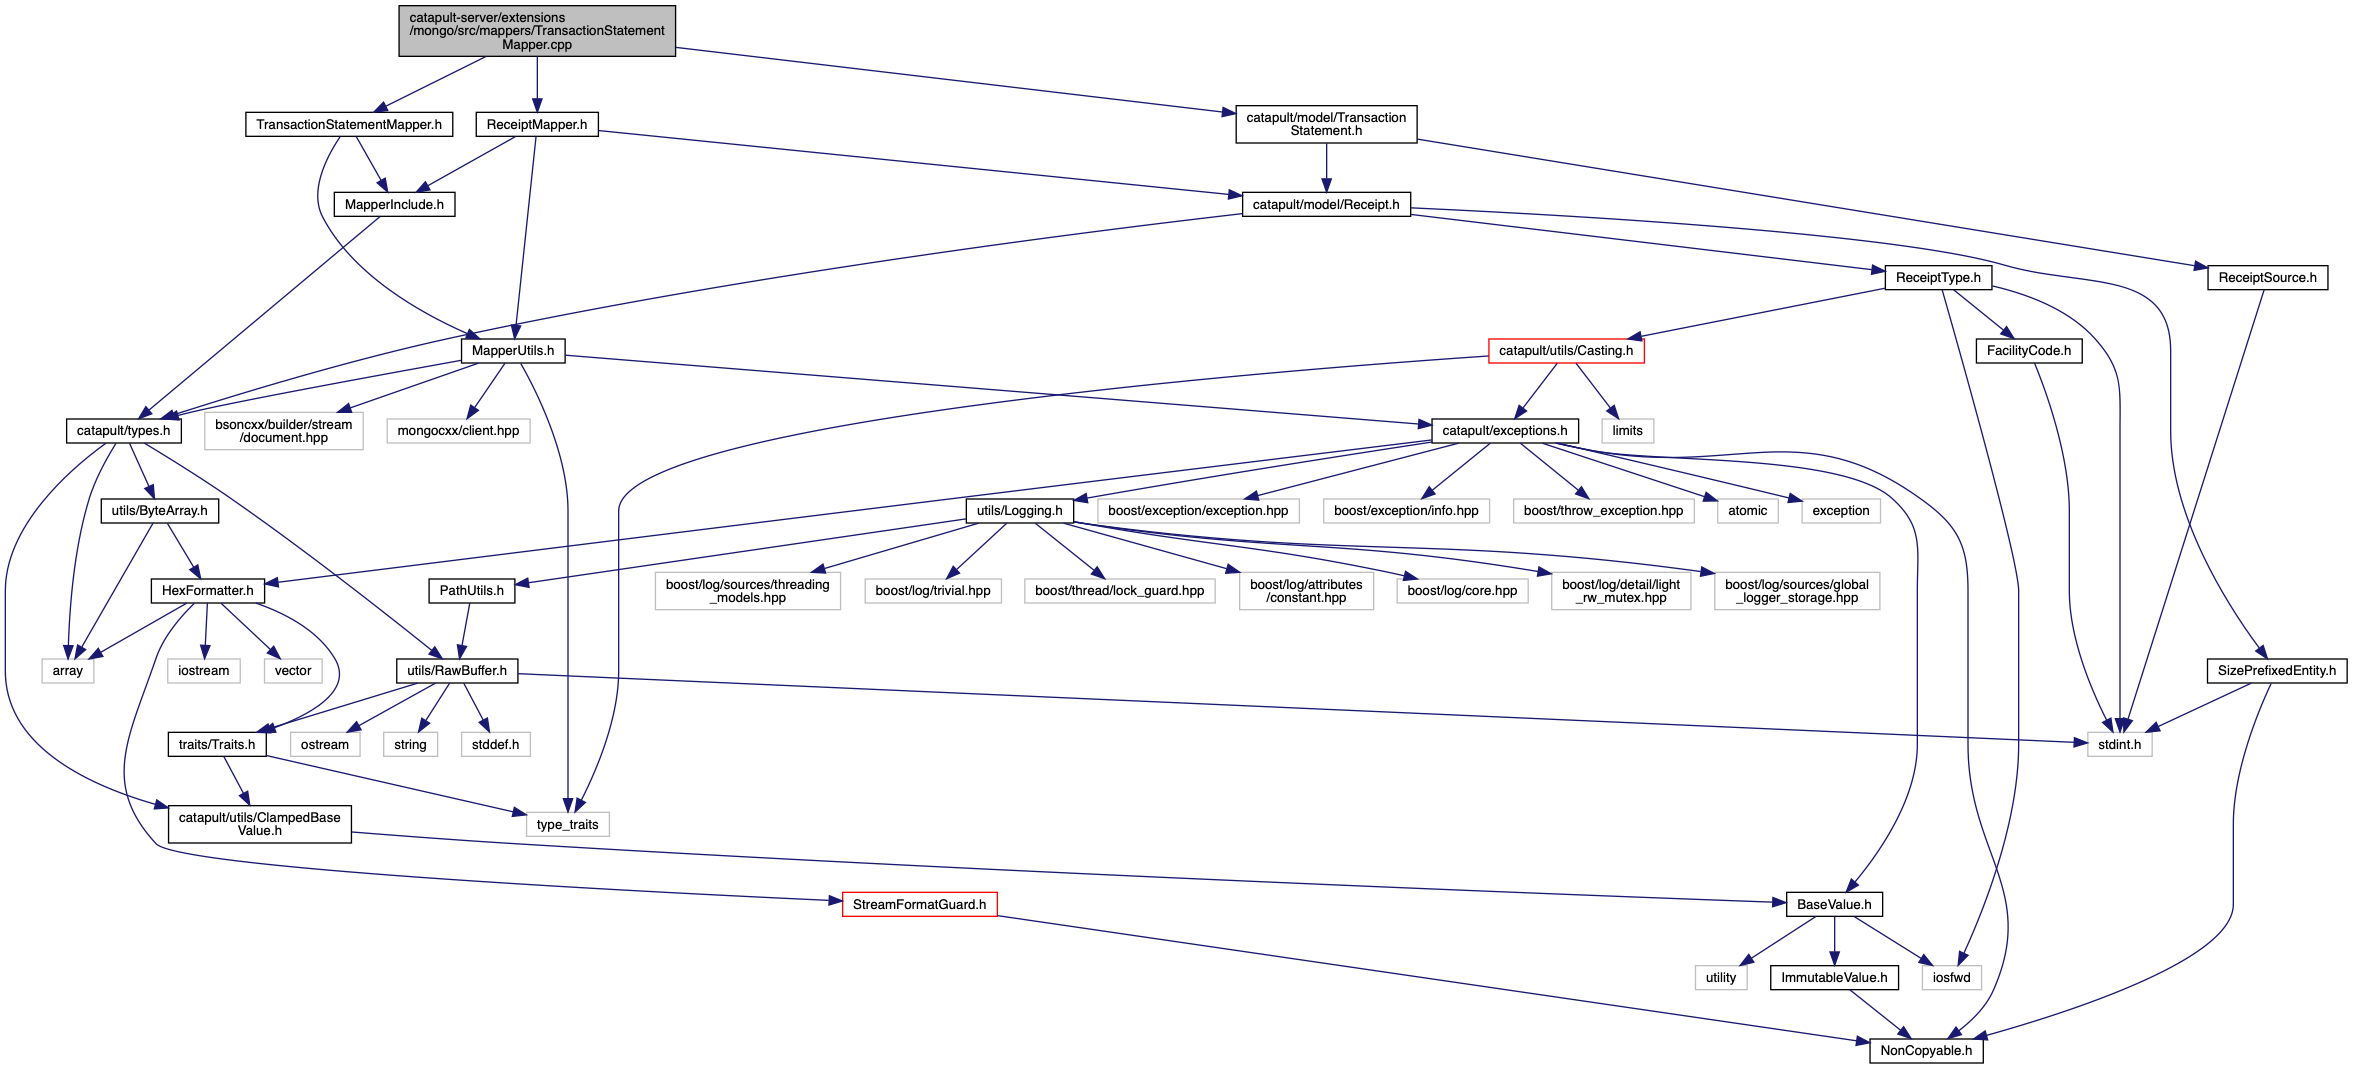 catapult-server/extensions
/mongo/src/mappers/TransactionStatement
Mapper.cpp
TransactionStatementMapper.h
ReceiptMapper.h
catapult/model/Transaction
Statement.h
MapperInclude.h
catapult/model/Receipt.h
ReceiptType.h
ReceiptSource.h
MapperUtils.h
catapult/utils/Casting.h
FacilityCode.h
catapult/types.h
bsoncxx/builder/stream
/document.hpp
mongocxx/client.hpp
catapult/exceptions.h
limits
utils/ByteArray.h
utils/Logging.h
boost/exception/exception.hpp
boost/exception/info.hpp
boost/throw_exception.hpp
atomic
exception
HexFormatter.h
PathUtils.h
boost/log/sources/threading
_models.hpp
boost/log/trivial.hpp
boost/thread/lock_guard.hpp
boost/log/attributes
/constant.hpp
boost/log/core.hpp
boost/log/detail/light
_rw_mutex.hpp
boost/log/sources/global
_logger_storage.hpp
array
iostream
vector
utils/RawBuffer.h
SizePrefixedEntity.h
traits/Traits.h
ostream
string
stddef.h
stdint.h
catapult/utils/ClampedBase
Value.h
type_traits
StreamFormatGuard.h
BaseValue.h
utility
ImmutableValue.h
iosfwd
NonCopyable.h